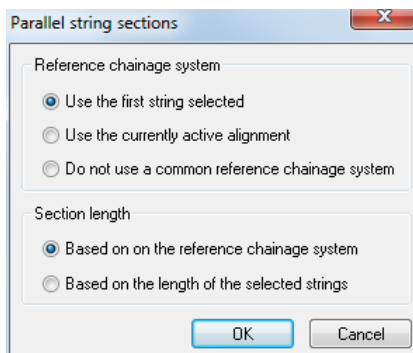 Parallel string sections
Reference chainage system
Use the first string selected
Use the currently active alignment
Do not use a common reference chainage system
Section length
Based on on the reference chainage system
Based on the length of the selected strings
OK Cancel